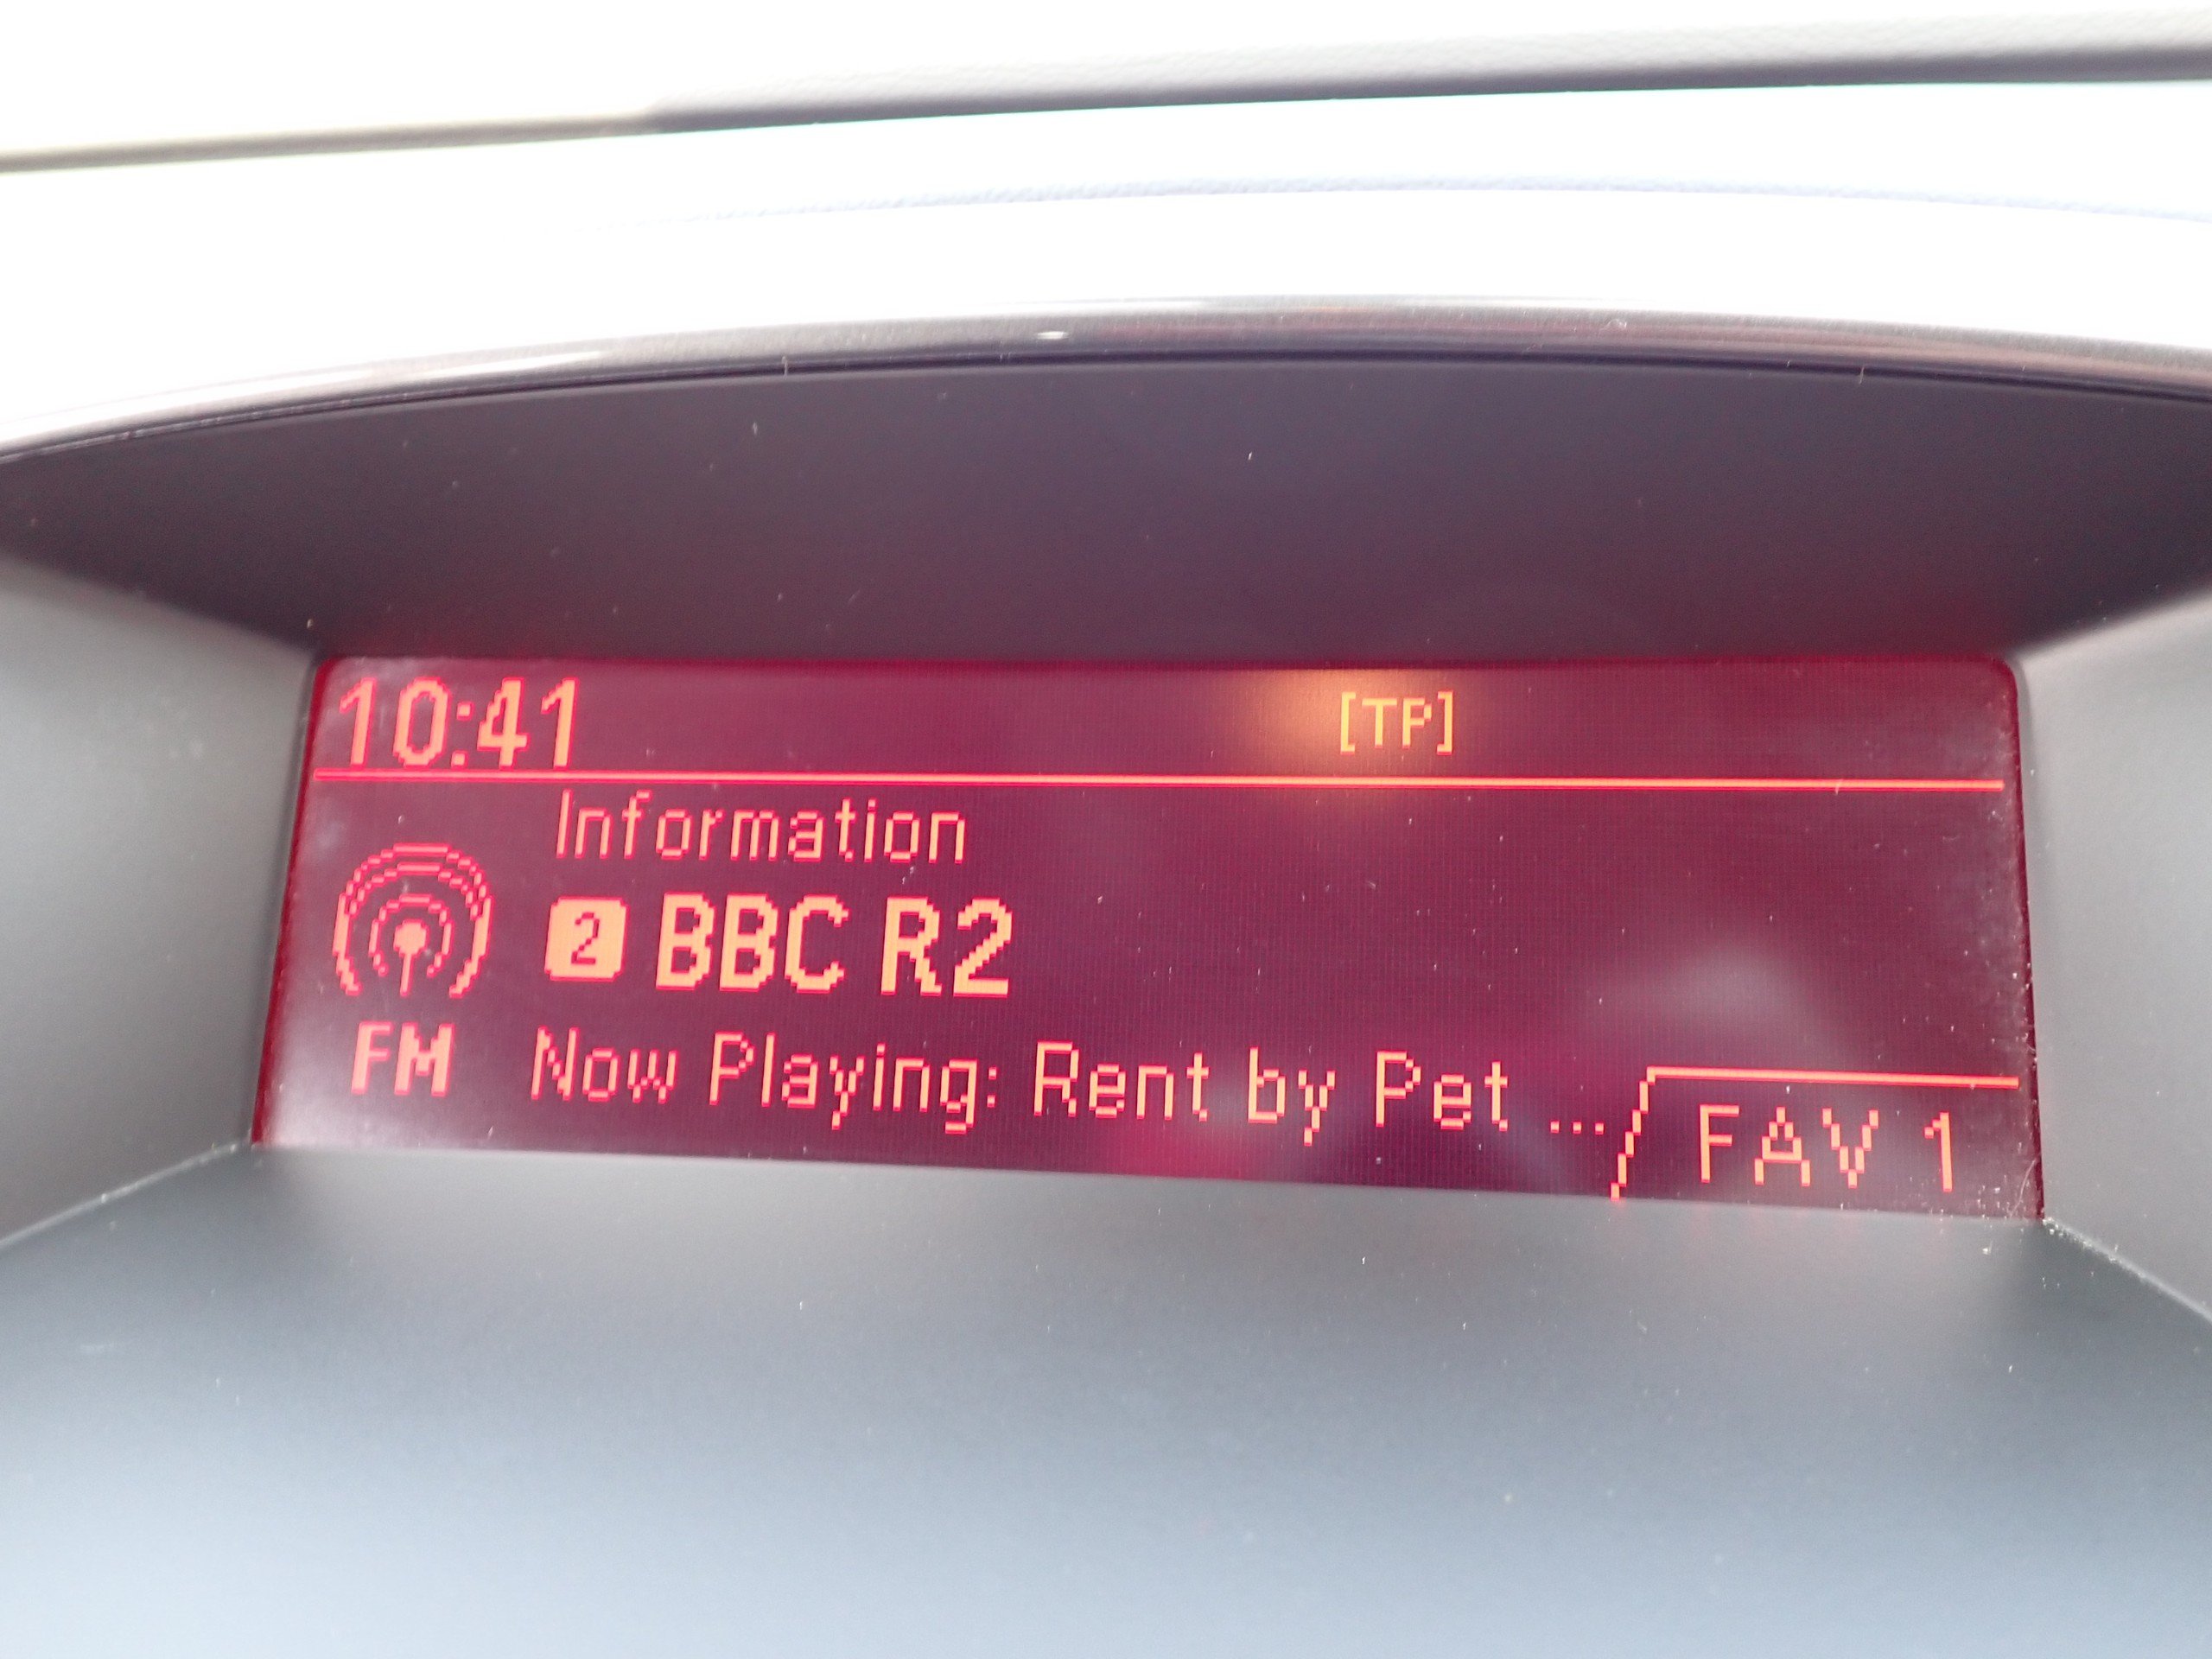 10:41 [TP]
Information
2 BBC R2
FM Now Playing: Rent by Pet ...
FAV 1